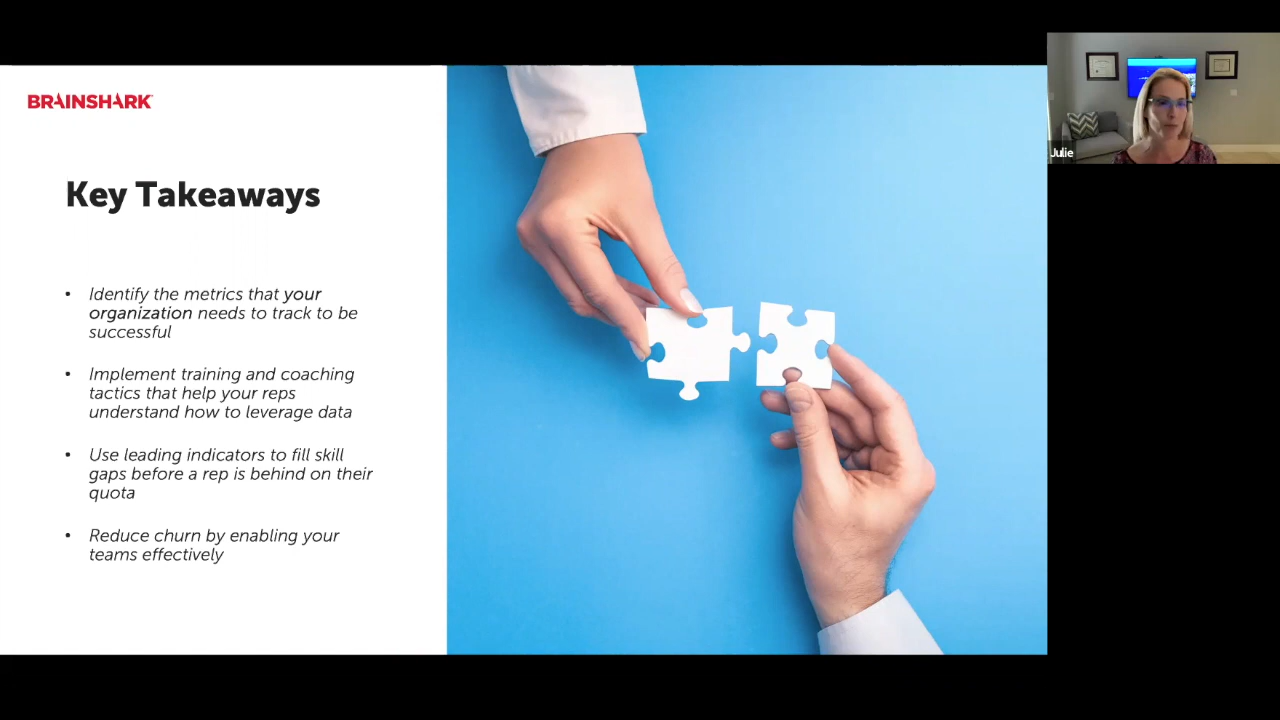 BRAINSHARK
Key Takeaways
• Identify the metrics that your
organization needs to track to be
successful
• Implement training and coaching
tactics that help your reps
understand how to leverage data
• Use leading indicators to fill skill
gaps before a rep is behind on their
quota
• Reduce churn by enabling your
teams effectively
Julie